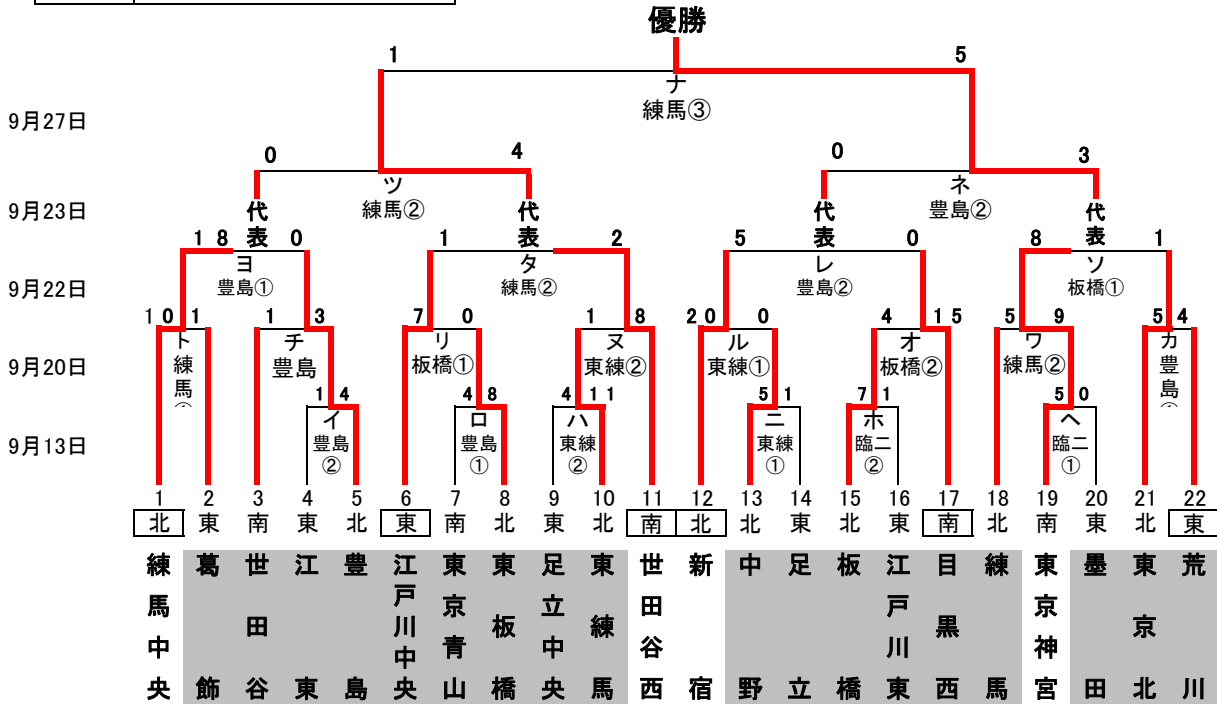 優勝
1 5
ナ
練馬③
9月27日
0 4 0 3
ツ ネ
練馬② 豊島②
9月23日
代表 代表 代表 代表
18 0 1 2 5 0 8 1
ヨ タ レ ソ
豊島① 練馬② 豊島② 板橋①
9月22日
10 1 1 3 7 0 1 8 20 0 4 15 5 9 5 4
ト チ リ ヌ ル オ ワ カ
練馬 豊島 板橋① 東練② 東練① 板橋② 練馬② 豊島
9月20日
1 4 4 8 4 11 5 1 7 1 5 0
イ ロ ハ ニ ホ ヘ
豊島② 豊島① 東練② 東練① 臨二② 臨二①
9月13日
1 2 3 4 5 6 7 8 9 10 11 12 13 14 15 16 17 18 19 20 21 22
北 東 南 東 北 東 南 北 東 北 南 北 北 東 北 東 南 北 南 東 北 東
練馬中央
葛飾
世田谷
江東
豊島
江戸川中央
東京青山
東板橋
足立中央
東練馬
世田谷西
新宿
中野
足立
板橋
江戸川東
目黒西
練馬
東京神宮
墨田
東京北
荒川